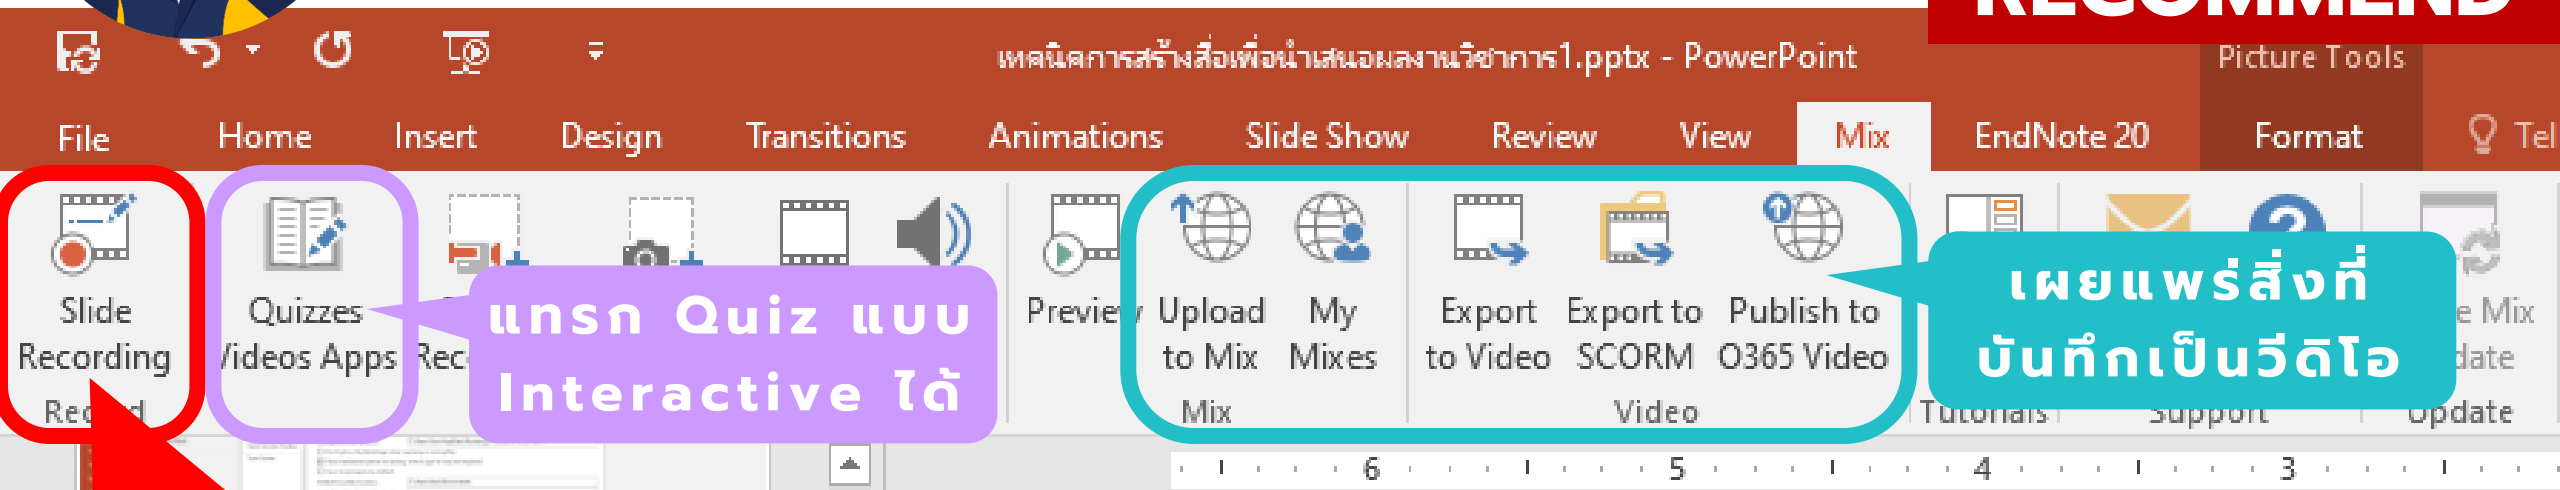 RECOMMEND
เทคนิคการสร้างสื่อเพื่อนำเสนอผลงานวิชาการ1.pptx - PowerPoint
Picture Tools
File Home Insert Design Transitions Animations Slide Show Review View Mix EndNote 20 Format Tel
Slide Recording
Quizzes Videos Apps
Rec
แทรก Quiz แบบ
Interactive ได้
Preview
Upload to Mix
My Mixes
Export to Video
Export to SCORM
Publish to O365 Video
เผยแพร่สิ่งที่
บันทึกเป็นวีดิโอ
Mix
date
Record
Mix
Video
Tutorials
Support
Update
6 5 4 3